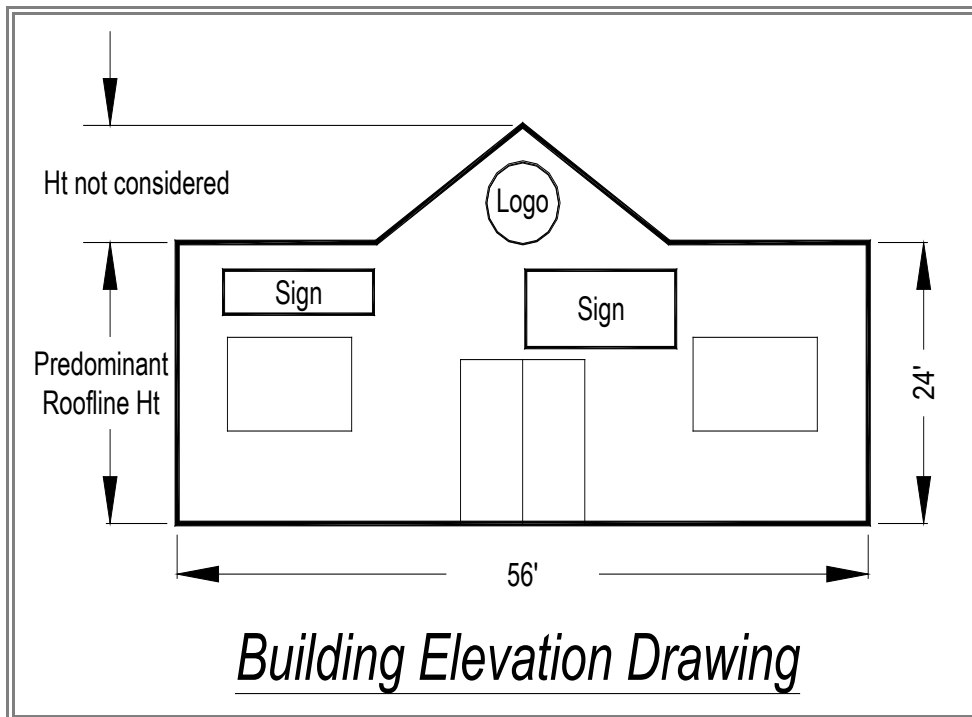 Ht not considered
Logo
Sign
Sign
Predominant
Roofline Ht
24'
56'
Building Elevation Drawing